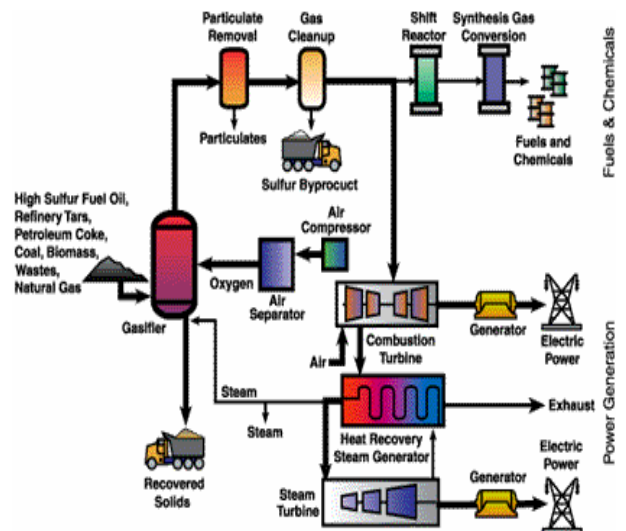 Particulate
Removal
Gas
Cleanup
Shift
Reactor
Synthesis Gas
Conversion
Fuels & Chemicals
Particulates
Sulfur Byprocuct
Fuels and
Chemicals
High Sulfur Fuel Oil,
Refinery Tars,
Petroleum Coke,
Coal, Biomass,
Wastes,
Natural Gas
Air
Compressor
Oxygen
Air
Separator
Gasifier
Generator
Electric
Power
Combustion
Turbine
Air
Steam
Steam
Exhaust
Heat Recovery
Steam Generator
Power Generation
Recovered
Solids
Steam
Turbine
Generator
Electric
Power